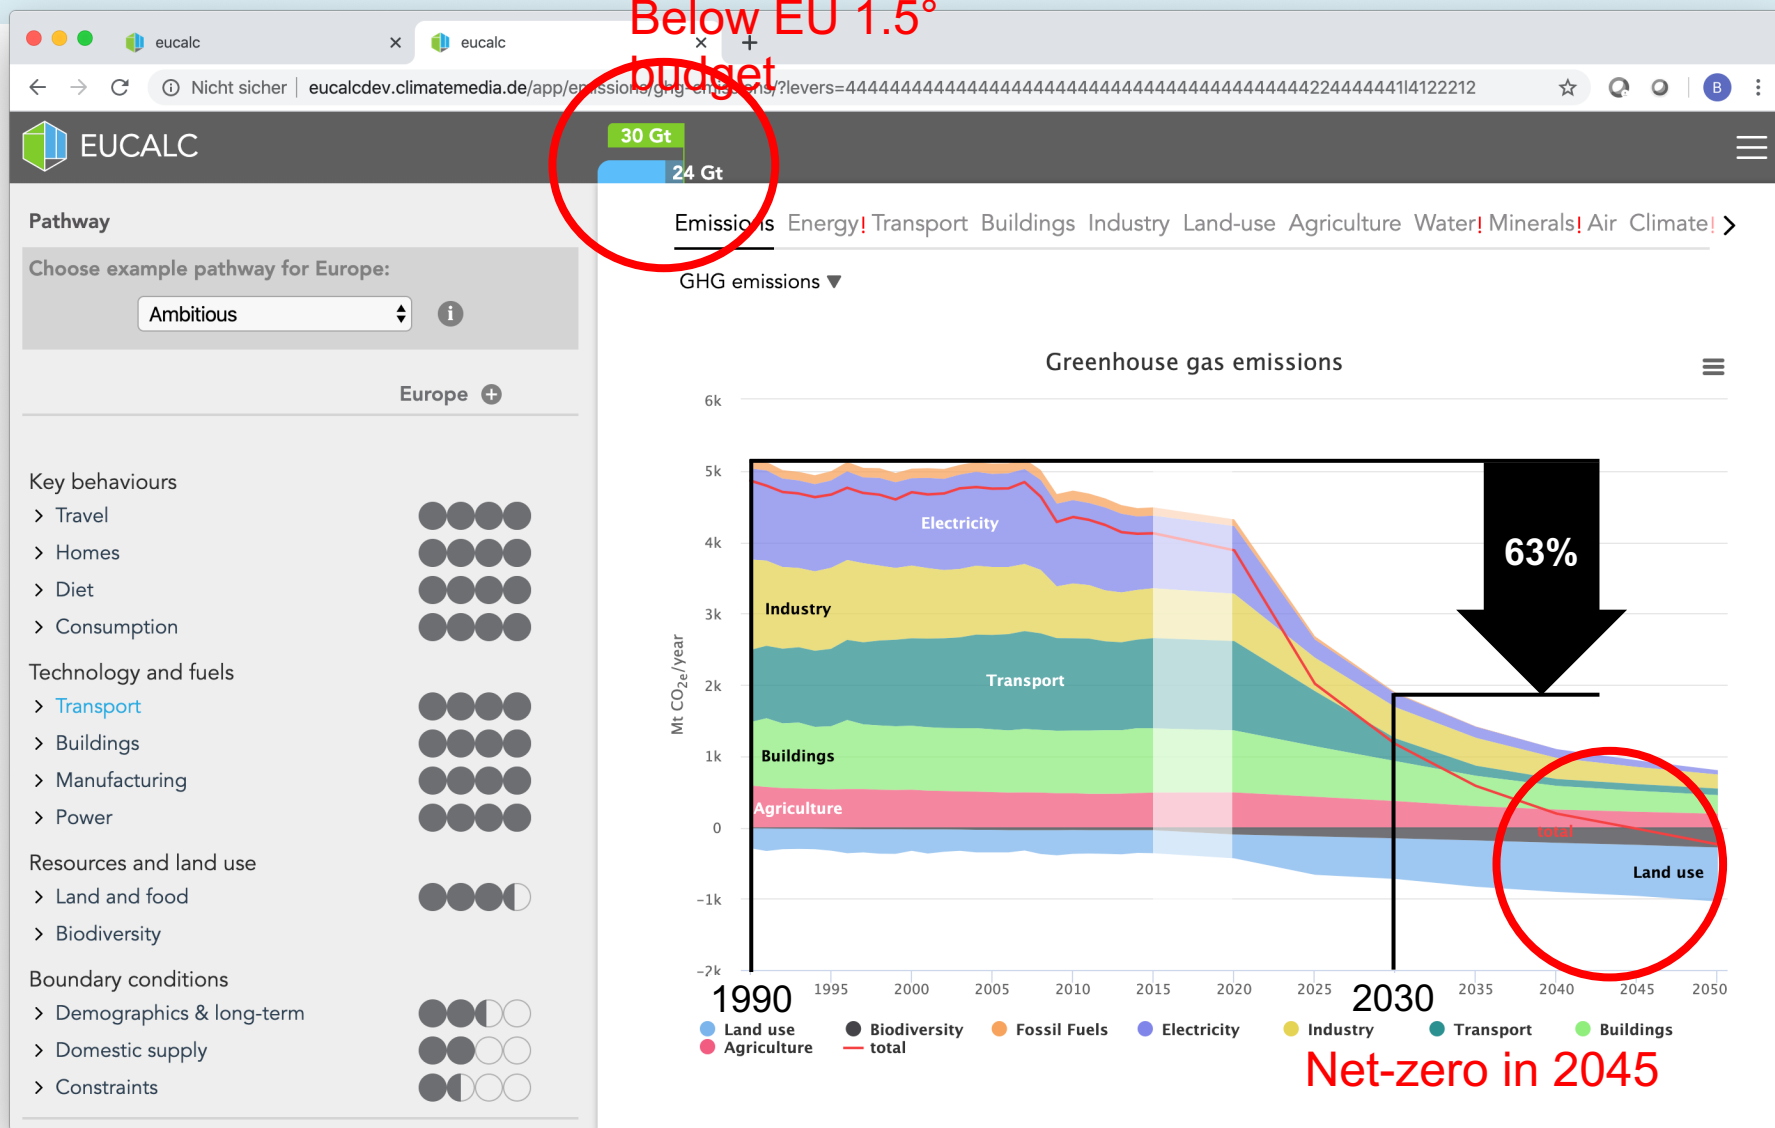 Below EU 1.5°
budget
eucalc
eucalc
Nicht sicher | eucalcdev.climatemedia.de/app/emissions/ghg-emissions/?levers=
B
EUCALC
30 Gt
24 Gt
Pathway
Choose example pathway for Europe:
Ambitious
i
Europe
Key behaviours
Travel
Homes
Diet
Consumption
Technology and fuels
Transport
Buildings
Manufacturing
Power
Resources and land use
Land and food
Biodiversity
Boundary conditions
Demographics & long-term
Domestic supply
Constraints
Emissions Energy! Transport Buildings Industry Land-use Agriculture Water! Minerals! Air Climate!
GHG emissions
Greenhouse gas emissions
Mt CO2e/year
6k
5k
4k
3k
2k
1k
0
-1k
-2k
Electricity
Industry
Transport
Buildings
Agriculture
total
Land use
63%
1990 1995 2000 2005 2010 2015 2020 2025 2030 2035 2040 2045 2050
Land use Biodiversity Fossil Fuels Electricity Industry Transport Buildings
Agriculture total
Net-zero in 2045